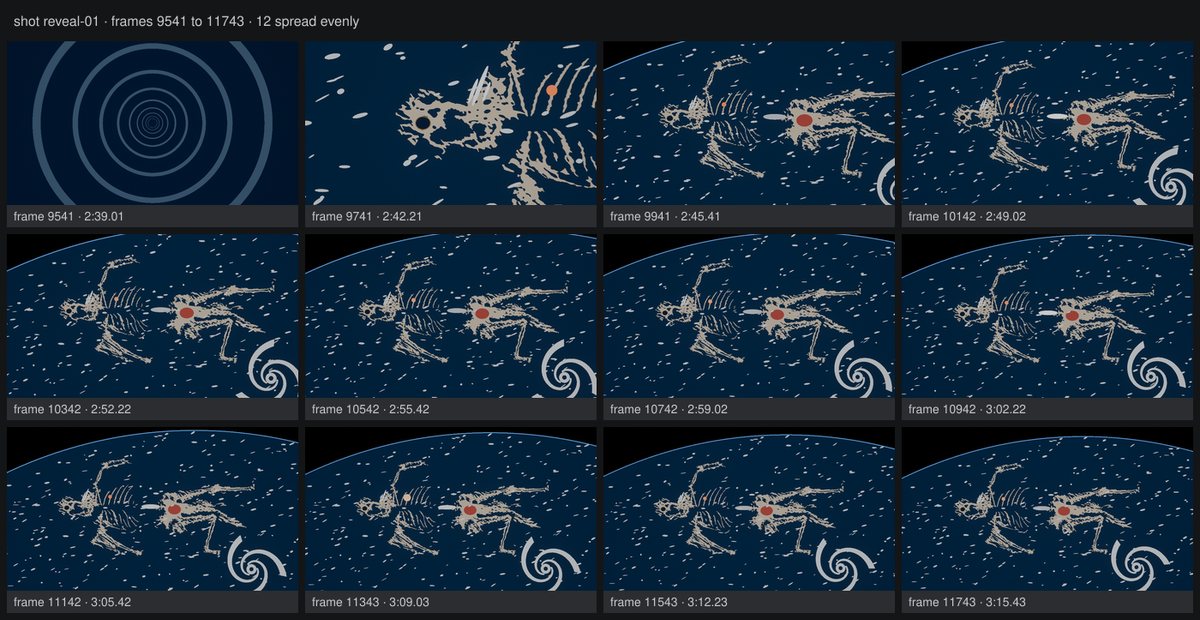 shot reveal-01 · frames 9541 to 11743 · 12 spread evenly
frame 9541 · 2:39.01
frame 9741 · 2:42.21
frame 9941 · 2:45.41
frame 10142 · 2:49.02
frame 10342 · 2:52.22
frame 10542 · 2:55.42
frame 10742 · 2:59.02
frame 10942 · 3:02.22
frame 11142 · 3:05.42
frame 11343 · 3:09.03
frame 11543 · 3:12.23
frame 11743 · 3:15.43